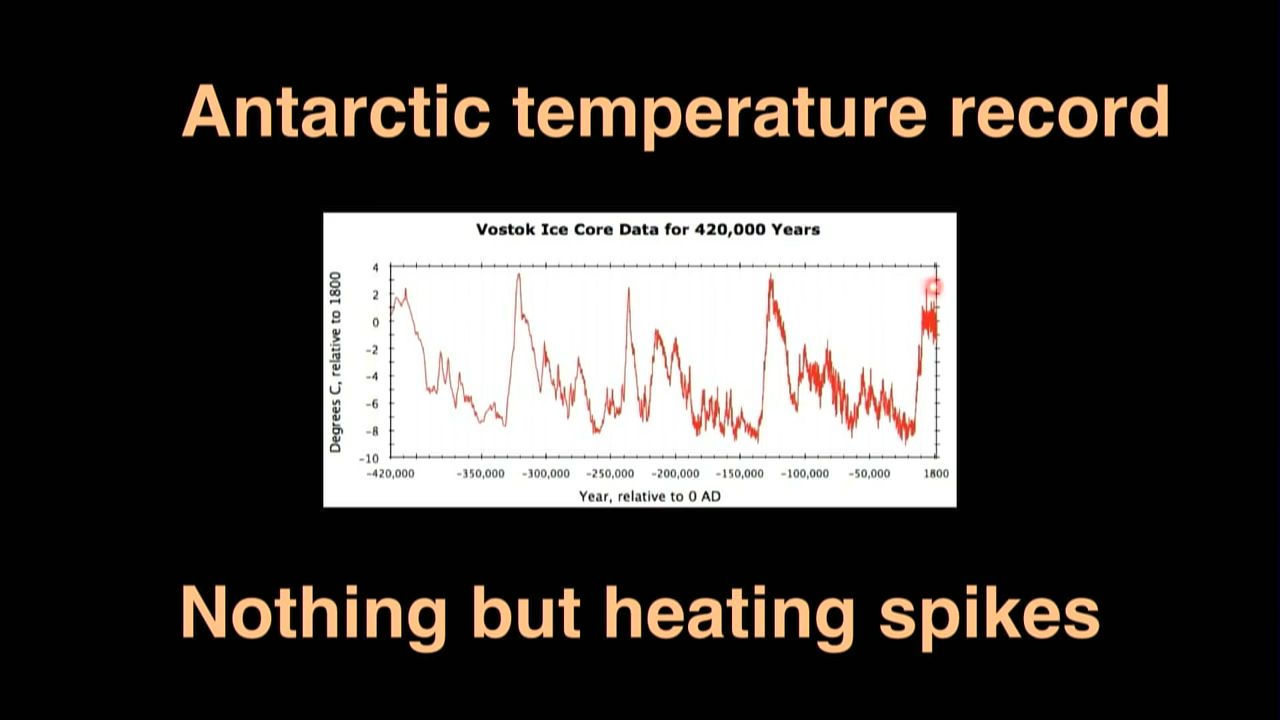 Antarctic temperature record
Vostok Ice Core Data for 420,000 Years
Degrees C, relative to 1800
4
2
0
−2
−4
−6
−8
−10
−420,000 −350,000 −300,000 −250,000 −200,000 −150,000 −100,000 −50,000 1800
Year, relative to 0 AD
Nothing but heating spikes